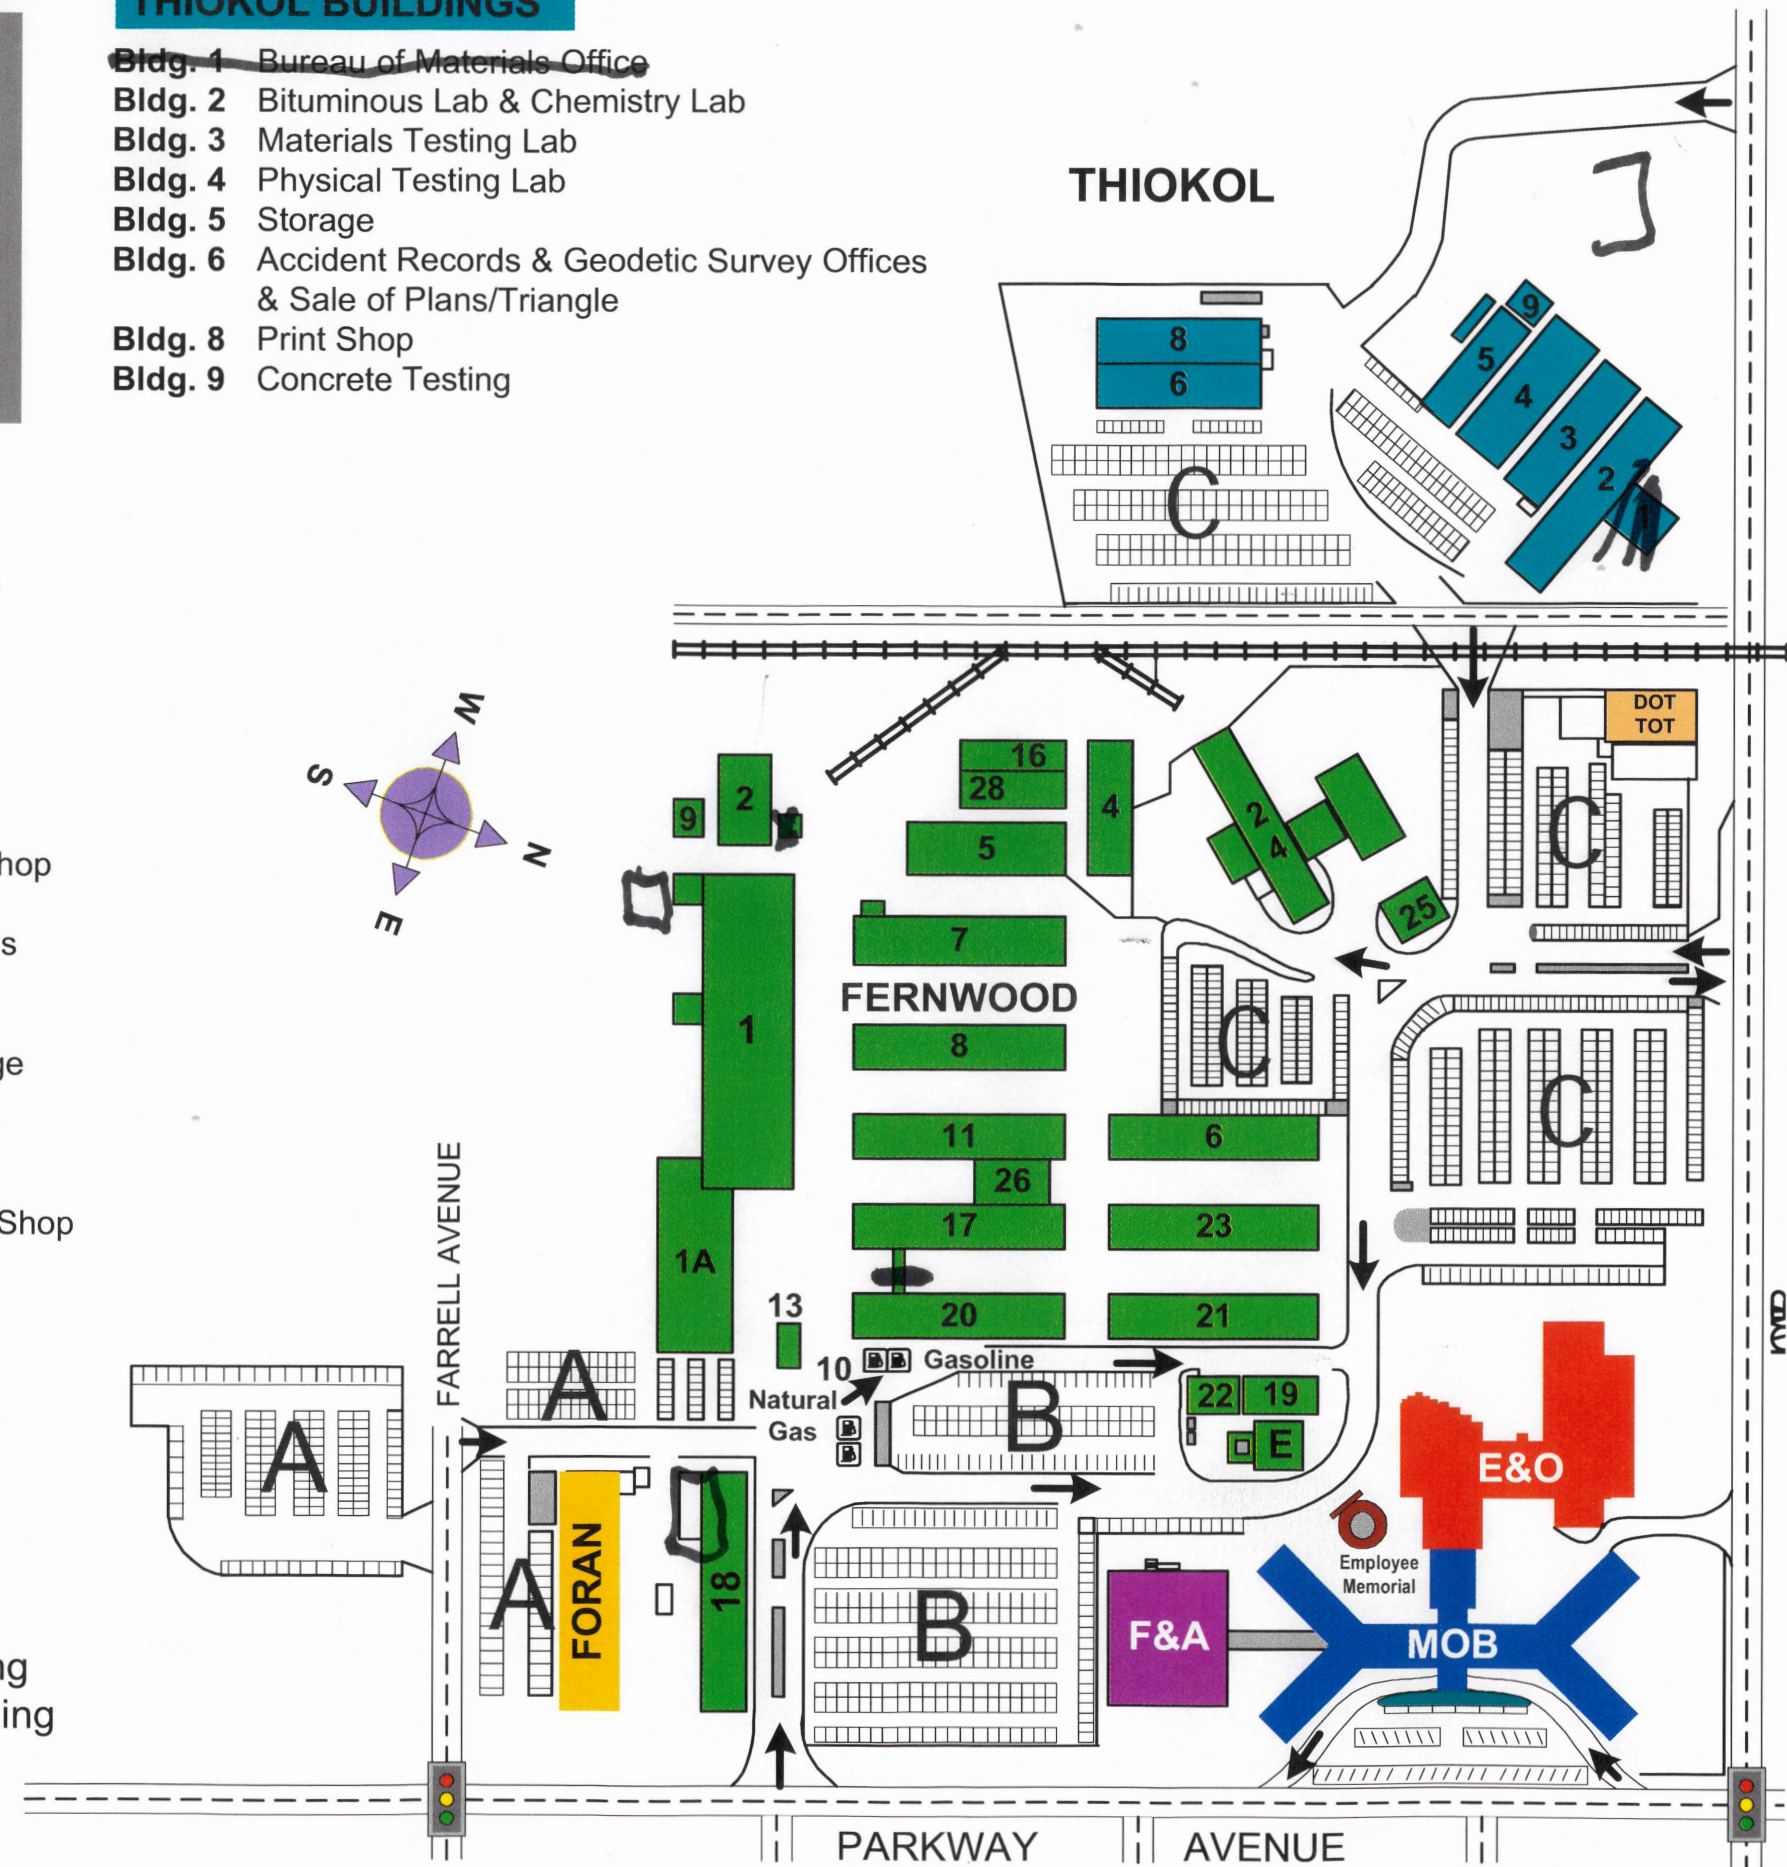 THIOKOL BUILDINGS
Bldg. 1 Bureau of Materials Office
Bldg. 2 Bituminous Lab & Chemistry Lab
Bldg. 3 Materials Testing Lab
Bldg. 4 Physical Testing Lab
Bldg. 5 Storage
Bldg. 6 Accident Records & Geodetic Survey Offices
& Sale of Plans/Triangle
Bldg. 8 Print Shop
Bldg. 9 Concrete Testing
THIOKOL
9
8
5
6
4
3
2
C
DOT
TOT
W
S
N
E
16
2
28
4
9
2
4
5
C
hop
25
7
s
FERNWOOD
1
8
C
ge
C
11
6
26
FARRELL AVENUE
Shop
17
23
1A
13
20
21
10
Gasoline
A
Natural
Gas
B
22
19
E
A
E&O
FORAN
A
18
Employee
Memorial
B
F&A
MOB
ng
ing
PARKWAY AVENUE